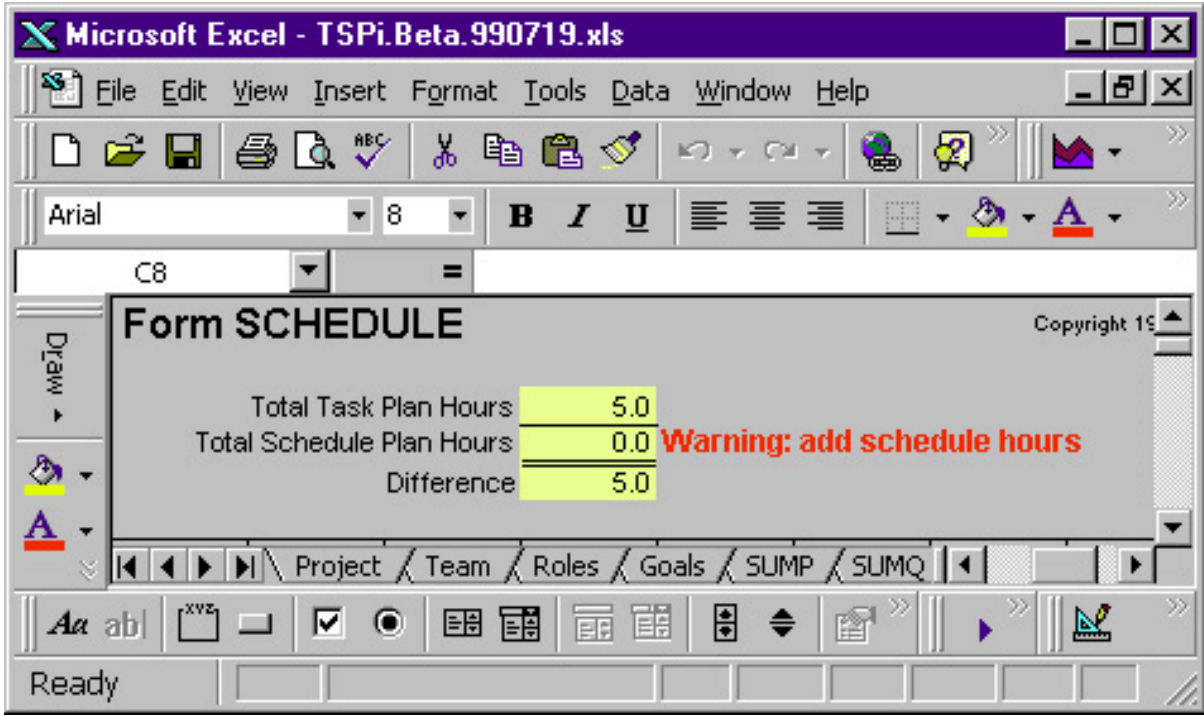 Microsoft Excel - TSPi.Beta.990719.xls
File Edit View Insert Format Tools Data Window Help
ABC
Arial 8 B I U A
C8 =
Draw
Form SCHEDULE Copyright 19
Total Task Plan Hours 5.0
Total Schedule Plan Hours 0.0 Warning: add schedule hours
Difference 5.0
A
Project Team Roles Goals SUMP SUMQ
Aa ab XYZ
Ready